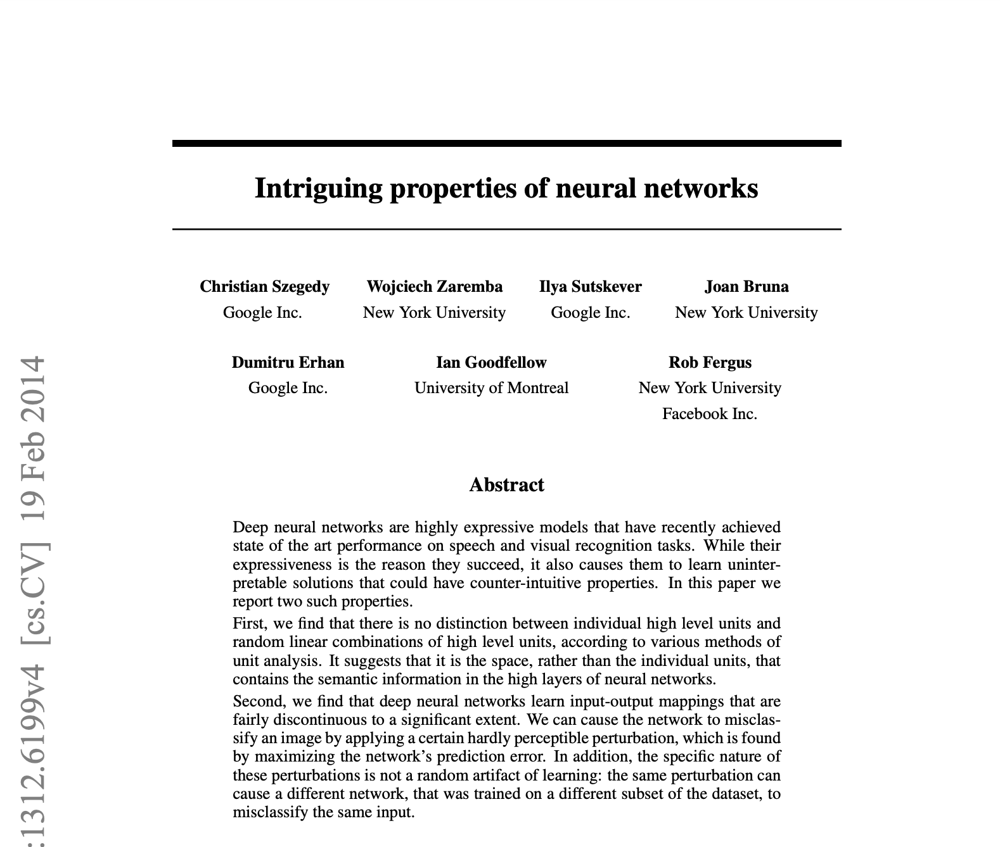 Intriguing properties of neural networks
Christian Szegedy Wojciech Zaremba Ilya Sutskever Joan Bruna
Google Inc. New York University Google Inc. New York University
Dumitru Erhan Ian Goodfellow Rob Fergus
Google Inc. University of Montreal New York University
Facebook Inc.
Abstract
Deep neural networks are highly expressive models that have recently achieved
state of the art performance on speech and visual recognition tasks. While their
expressiveness is the reason they succeed, it also causes them to learn uninter-
pretable solutions that could have counter-intuitive properties. In this paper we
report two such properties.
First, we find that there is no distinction between individual high level units and
random linear combinations of high level units, according to various methods of
unit analysis. It suggests that it is the space, rather than the individual units, that
contains the semantic information in the high layers of neural networks.
Second, we find that deep neural networks learn input-output mappings that are
fairly discontinuous to a significant extent. We can cause the network to misclas-
sify an image by applying a certain hardly perceptible perturbation, which is found
by maximizing the network's prediction error. In addition, the specific nature of
these perturbations is not a random artifact of learning: the same perturbation can
cause a different network, that was trained on a different subset of the dataset, to
misclassify the same input.
:1312.6199v4 [cs.CV] 19 Feb 2014